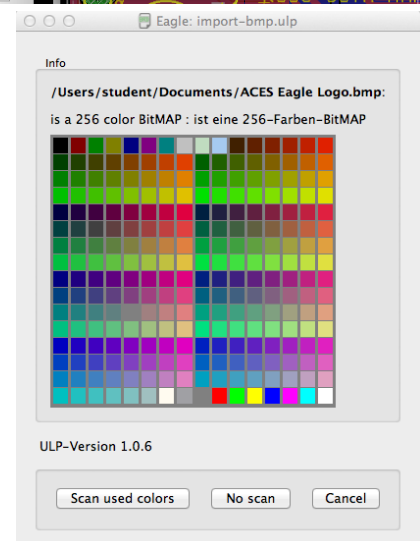 Eagle: import-bmp.ulp
Info
/Users/student/Documents/ACES Eagle Logo.bmp:
is a 256 color BitMAP : ist eine 256-Farben-BitMAP
ULP-Version 1.0.6
Scan used colors
No scan
Cancel